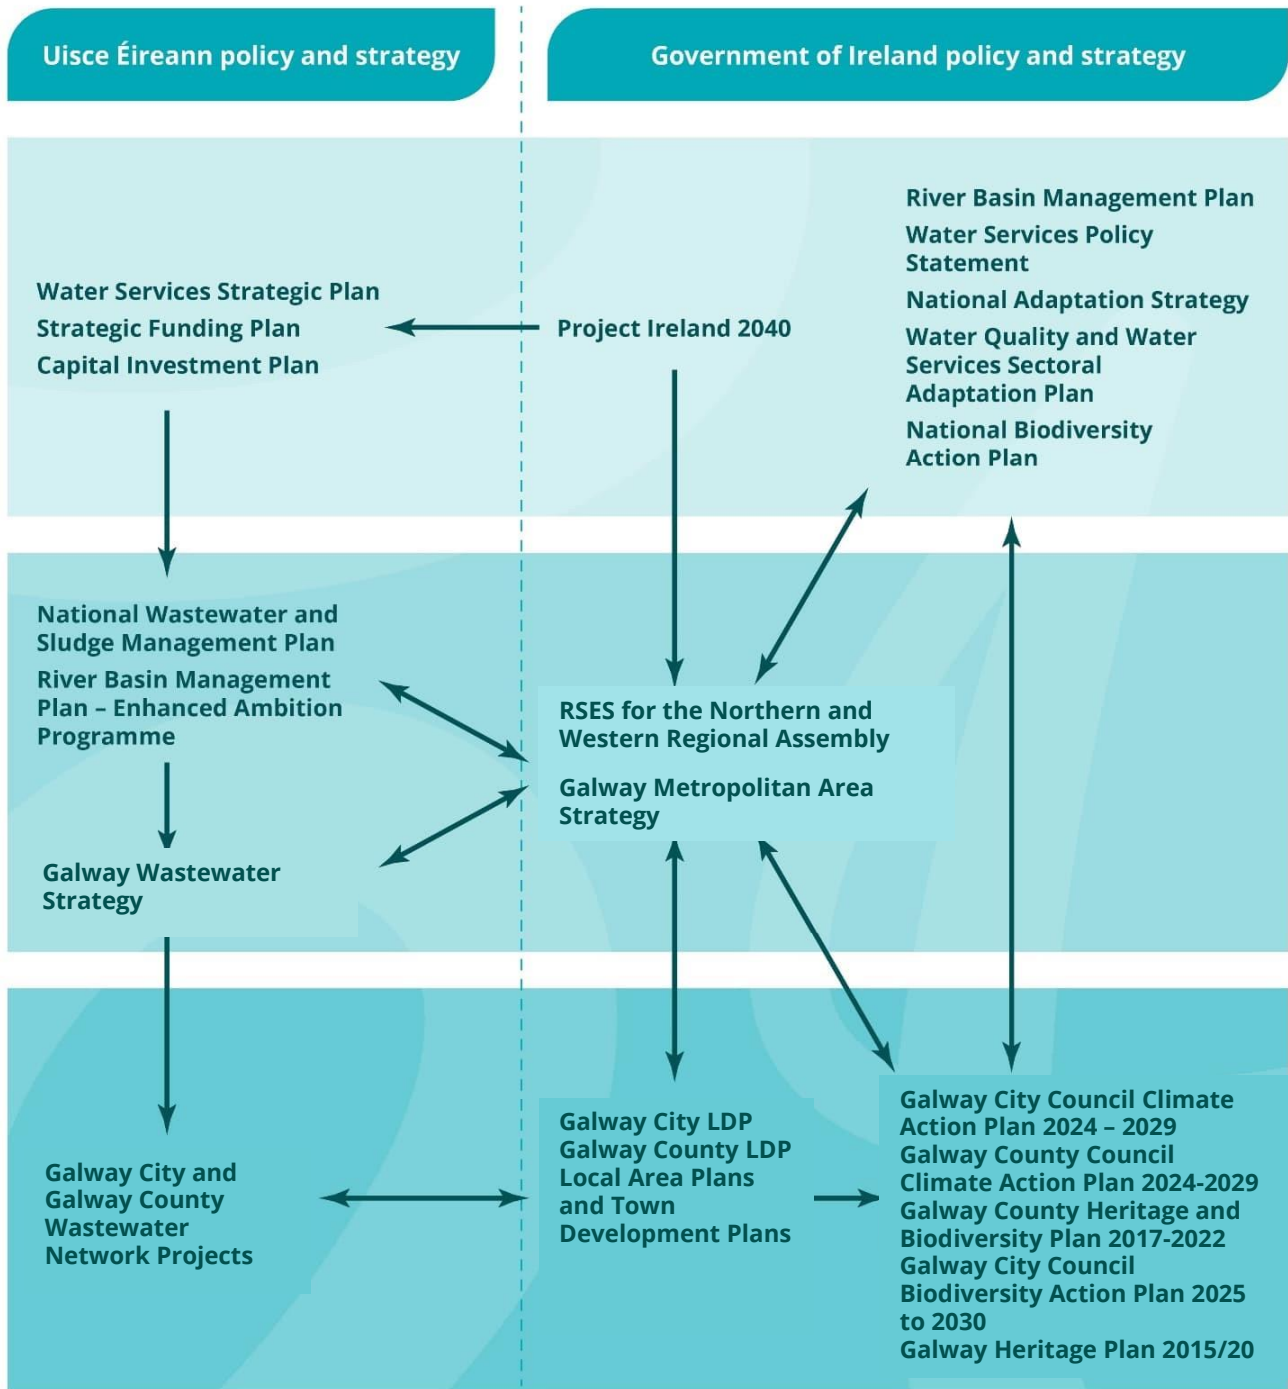 Uisce Éireann policy and strategy
Government of Ireland policy and strategy
Water Services Strategic Plan
Strategic Funding Plan
Capital Investment Plan
Project Ireland 2040
River Basin Management Plan
Water Services Policy
Statement
National Adaptation Strategy
Water Quality and Water
Services Sectoral
Adaptation Plan
National Biodiversity
Action Plan
National Wastewater and
Sludge Management Plan
River Basin Management
Plan – Enhanced Ambition
Programme
Galway Wastewater
Strategy
RSES for the Northern and
Western Regional Assembly
Galway Metropolitan Area
Strategy
Galway City and
Galway County
Wastewater
Network Projects
Galway City LDP
Galway County LDP
Local Area Plans
and Town
Development Plans
Galway City Council Climate
Action Plan 2024 – 2029
Galway County Council
Climate Action Plan 2024-2029
Galway County Heritage and
Biodiversity Plan 2017-2022
Galway City Council
Biodiversity Action Plan 2025
to 2030
Galway Heritage Plan 2015/20